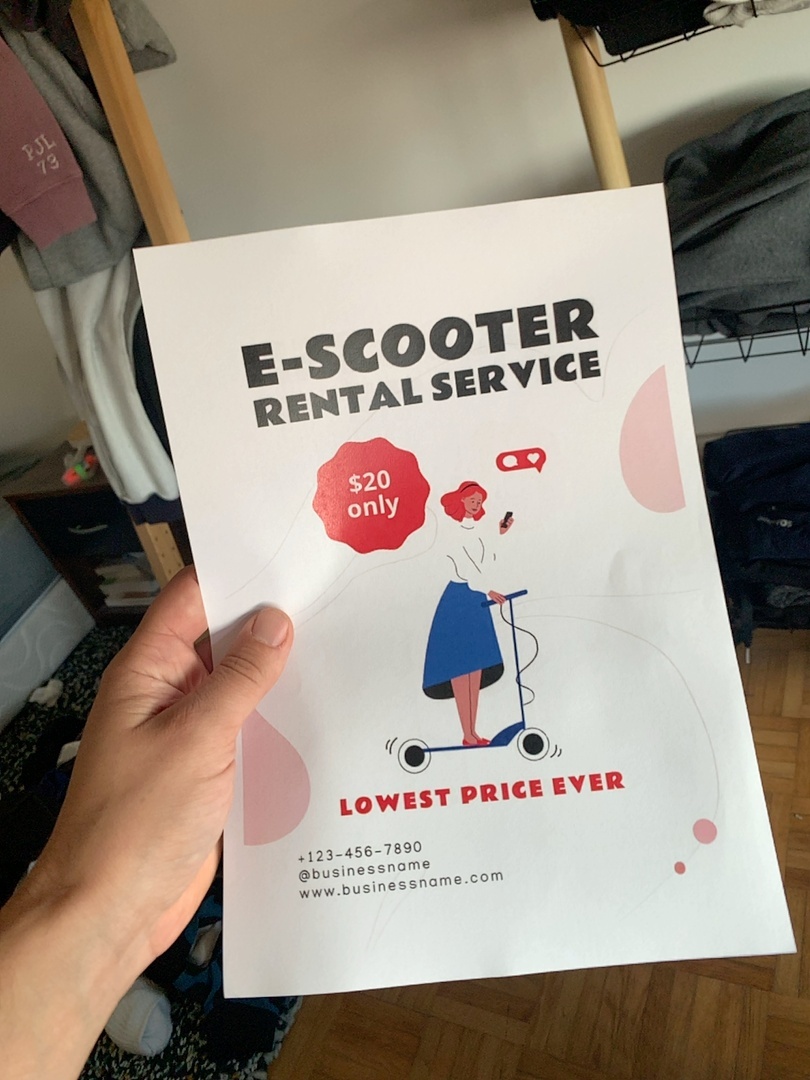 PJL
73
E-SCOOTER
RENTAL SERVICE
$20
only
LOWEST PRICE EVER
+123-456-7890
@businessname
www.businessname.com